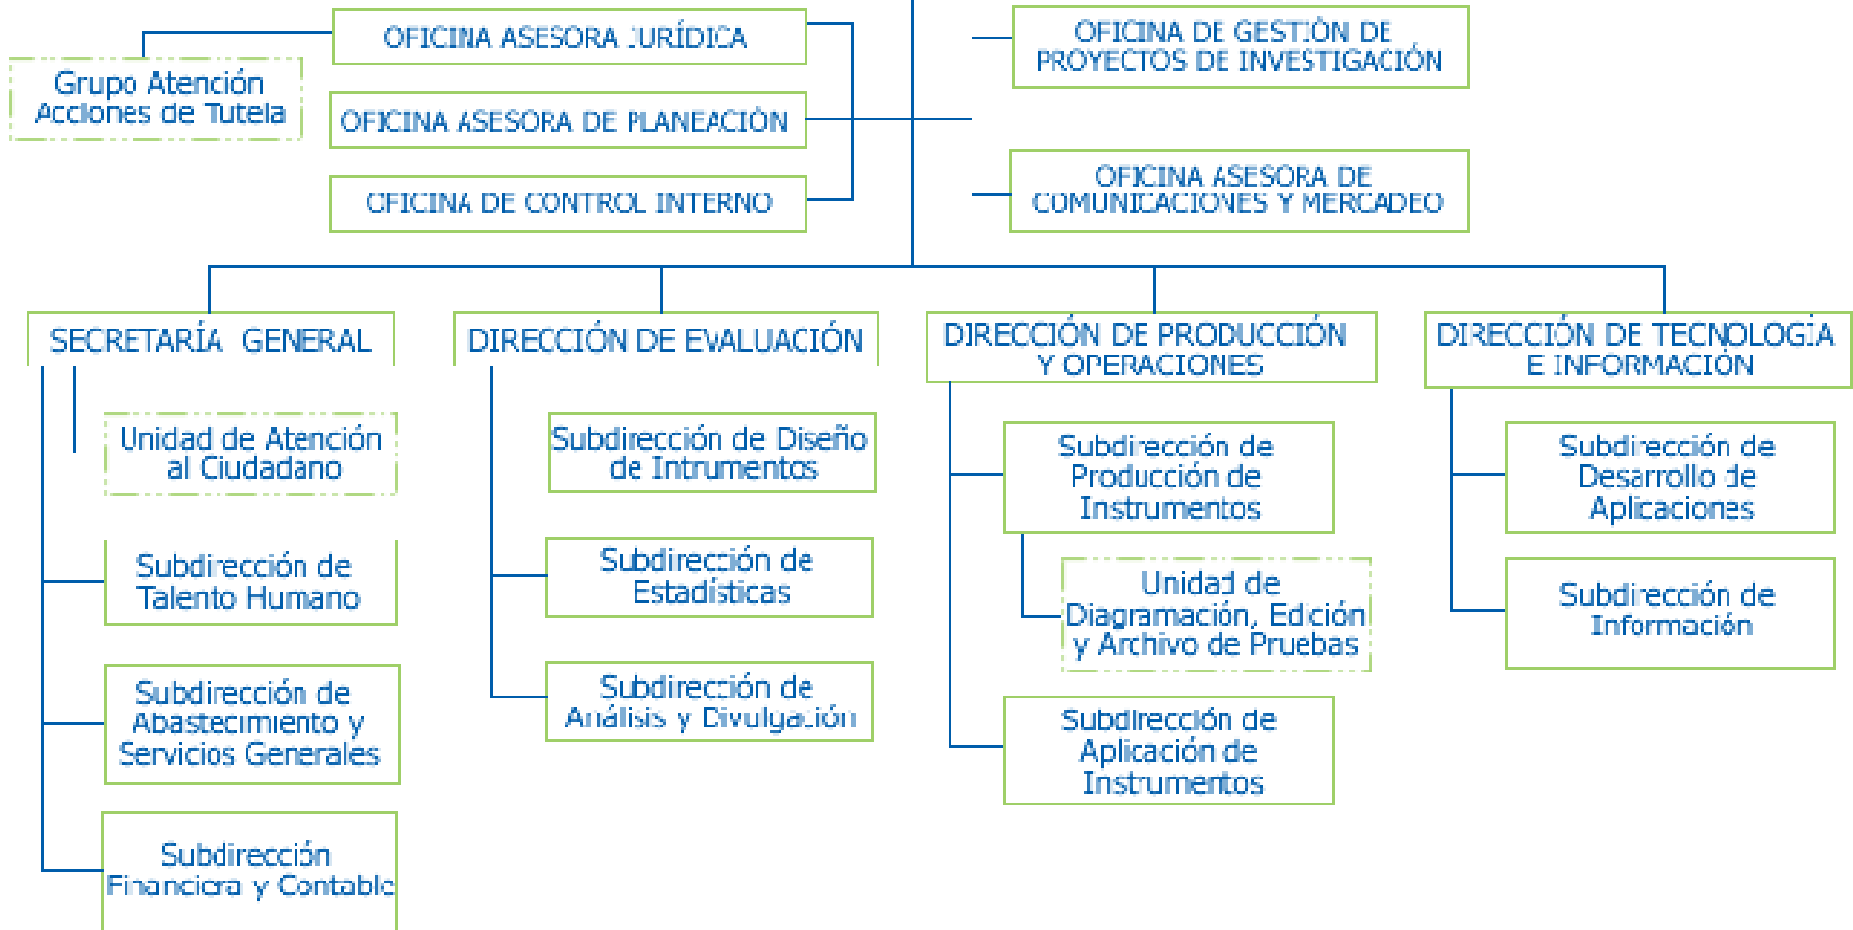 OFICINA ASESORA JURÍDICA
Grupo Atención
Acciones de Tutela
OFICINA ASESORA DE PLANEACIÓN
OFICINA DE CONTROL INTERNO
OFICINA DE GESTIÓN DE
PROYECTOS DE INVESTIGACIÓN
OFICINA ASESORA DE
COMUNICACIONES Y MERCADEO
SECRETARÍA GENERAL
Unidad de Atención
al Ciudadano
Subdirección de
Talento Humano
Subdirección de
Abastecimiento y
Servicios Generales
Subdirección
Financiera y Contable
DIRECCIÓN DE EVALUACIÓN
Subdirección de Diseño
de Intrumentos
Subdirección de
Estadísticas
Subdirección de
Análisis y Divulgación
DIRECCIÓN DE PRODUCCIÓN
Y OPERACIONES
Subdirección de
Producción de
Instrumentos
Unidad de
Diagramación, Edición
y Archivo de Pruebas
Subdirección de
Aplicación de
Instrumentos
DIRECCIÓN DE TECNOLOGÍA
E INFORMACIÓN
Subdirección de
Desarrollo de
Aplicaciones
Subdirección de
Información